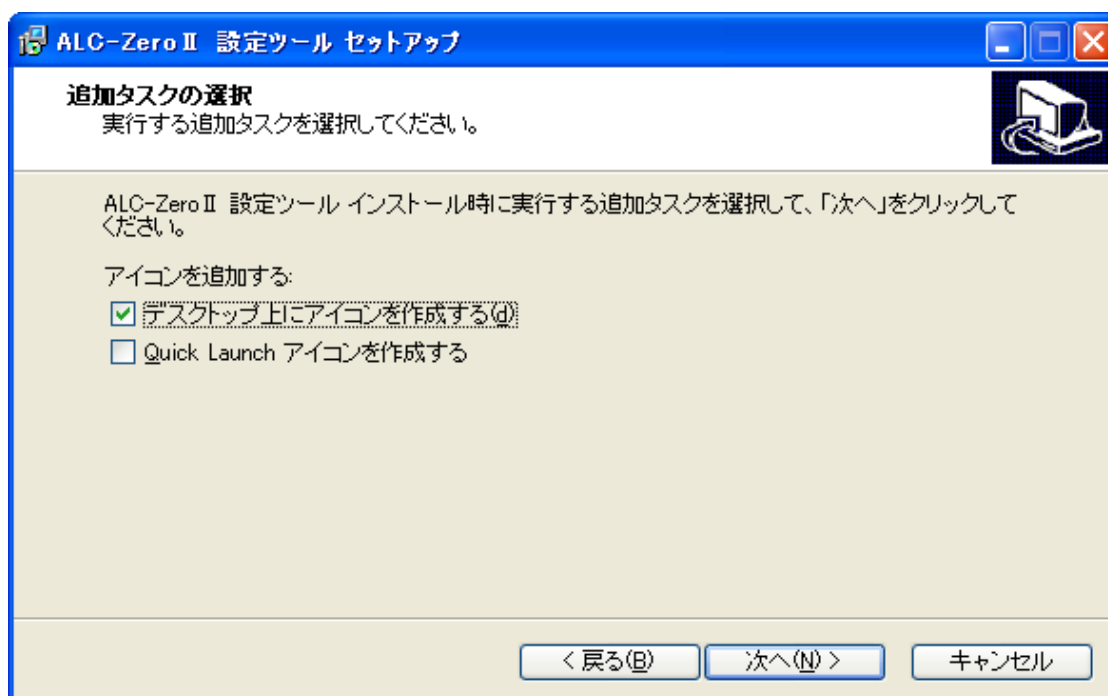 ALC-ZeroⅡ 設定ツール セットアップ
追加タスクの選択
実行する追加タスクを選択してください。
ALC-ZeroⅡ 設定ツール インストール時に実行する追加タスクを選択して、「次へ」をクリックして
ください。
アイコンを追加する:
デスクトップ上にアイコンを作成する(d)
Quick Launch アイコンを作成する
< 戻る(B) 次へ(N) > キャンセル